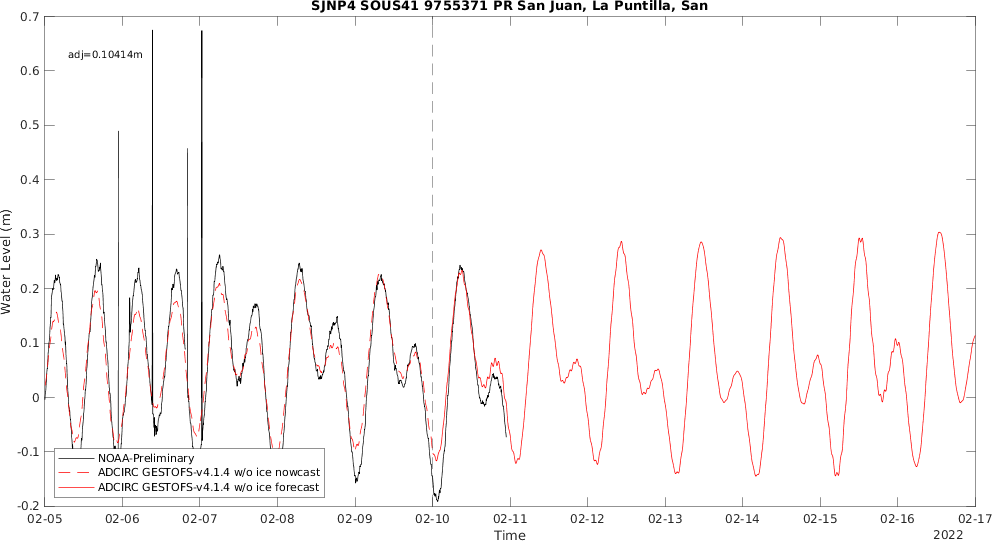 SJNP4 SOUS41 9755371 PR San Juan, La Puntilla, San
adj=0.10414m
Water Level (m)
0.7
0.6
0.5
0.4
0.3
0.2
0.1
0
-0.1
-0.2
NOAA-Preliminary
ADCIRC GESTOFS-v4.1.4 w/o ice nowcast
ADCIRC GESTOFS-v4.1.4 w/o ice forecast
02-05 02-06 02-07 02-08 02-09 02-10 02-11 02-12 02-13 02-14 02-15 02-16 02-17
Time
2022